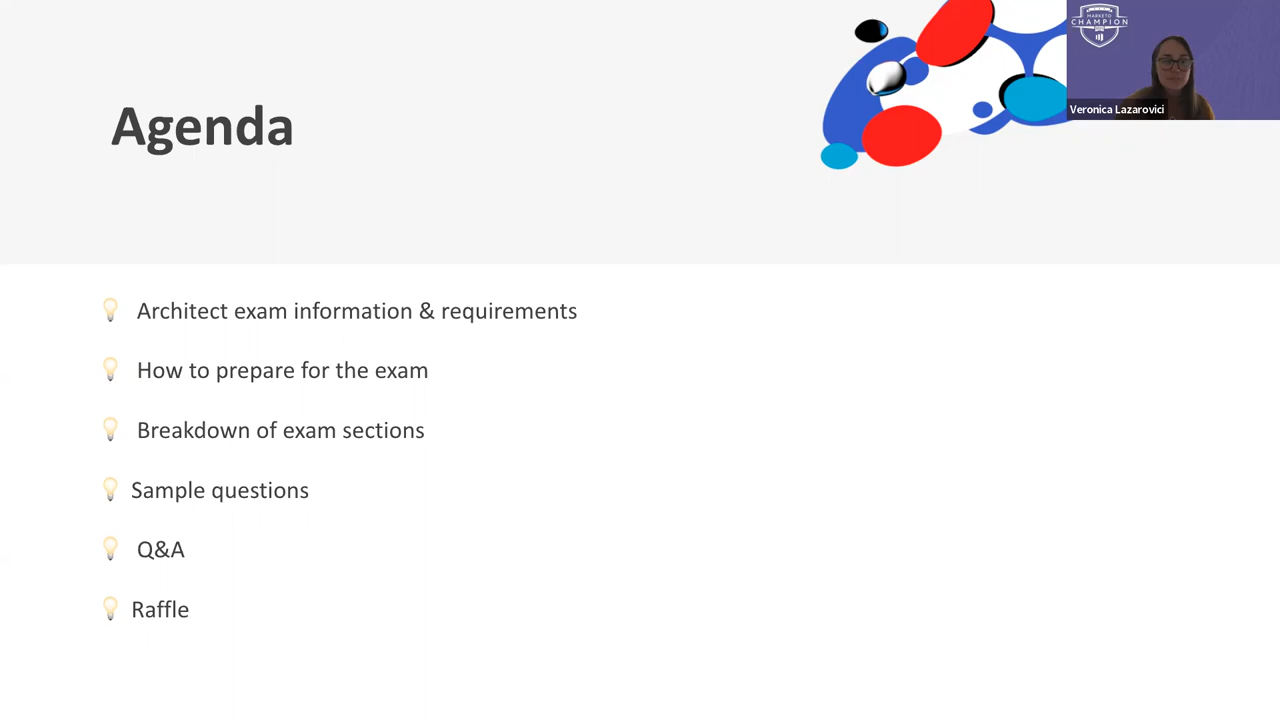 MARKETO
CHAMPION
Veronica Lazarovici
Agenda
Architect exam information & requirements
How to prepare for the exam
Breakdown of exam sections
Sample questions
Q&A
Raffle